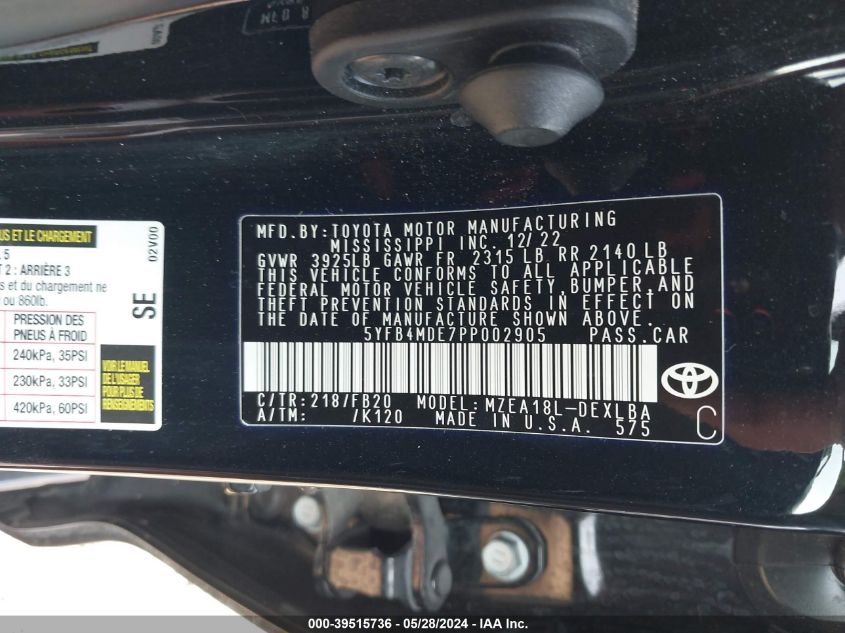 8 07M
US ET LE CHARGEMENT
5
T 2 : ARRIÈRE 3
s et du chargement ne
ou 860lb.
PRESSION DES
PNEUS À FROID
240kPa, 35PSI
230kPa, 33PSI
420kPa, 60PSI
VOIR LE MANUEL
DE L'USAGER
POUR PLUS DE
RENSEIGNEMENTS
SE
02V00
MFD.BY: TOYOTA MOTOR MANUFACTURING
MISSISSIPPI INC. 12/22
GVWR 3925LB GAWR FR 2315 LB RR 2140 LB
THIS VEHICLE CONFORMS TO ALL APPLICABLE
FEDERAL MOTOR VEHICLE SAFETY, BUMPER, AND
THEFT PREVENTION STANDARDS IN EFFECT ON
THE DATE OF MANUFACTURE SHOWN ABOVE.
5YFB4MDE7PP002905 PASS.CAR
C/TR: 218/FB20 MODEL: MZEA18L-DEXLBA
A/TM: /K120 MADE IN U.S.A. 575
C
000-39515736 - 05/28/2024 - IAA Inc.